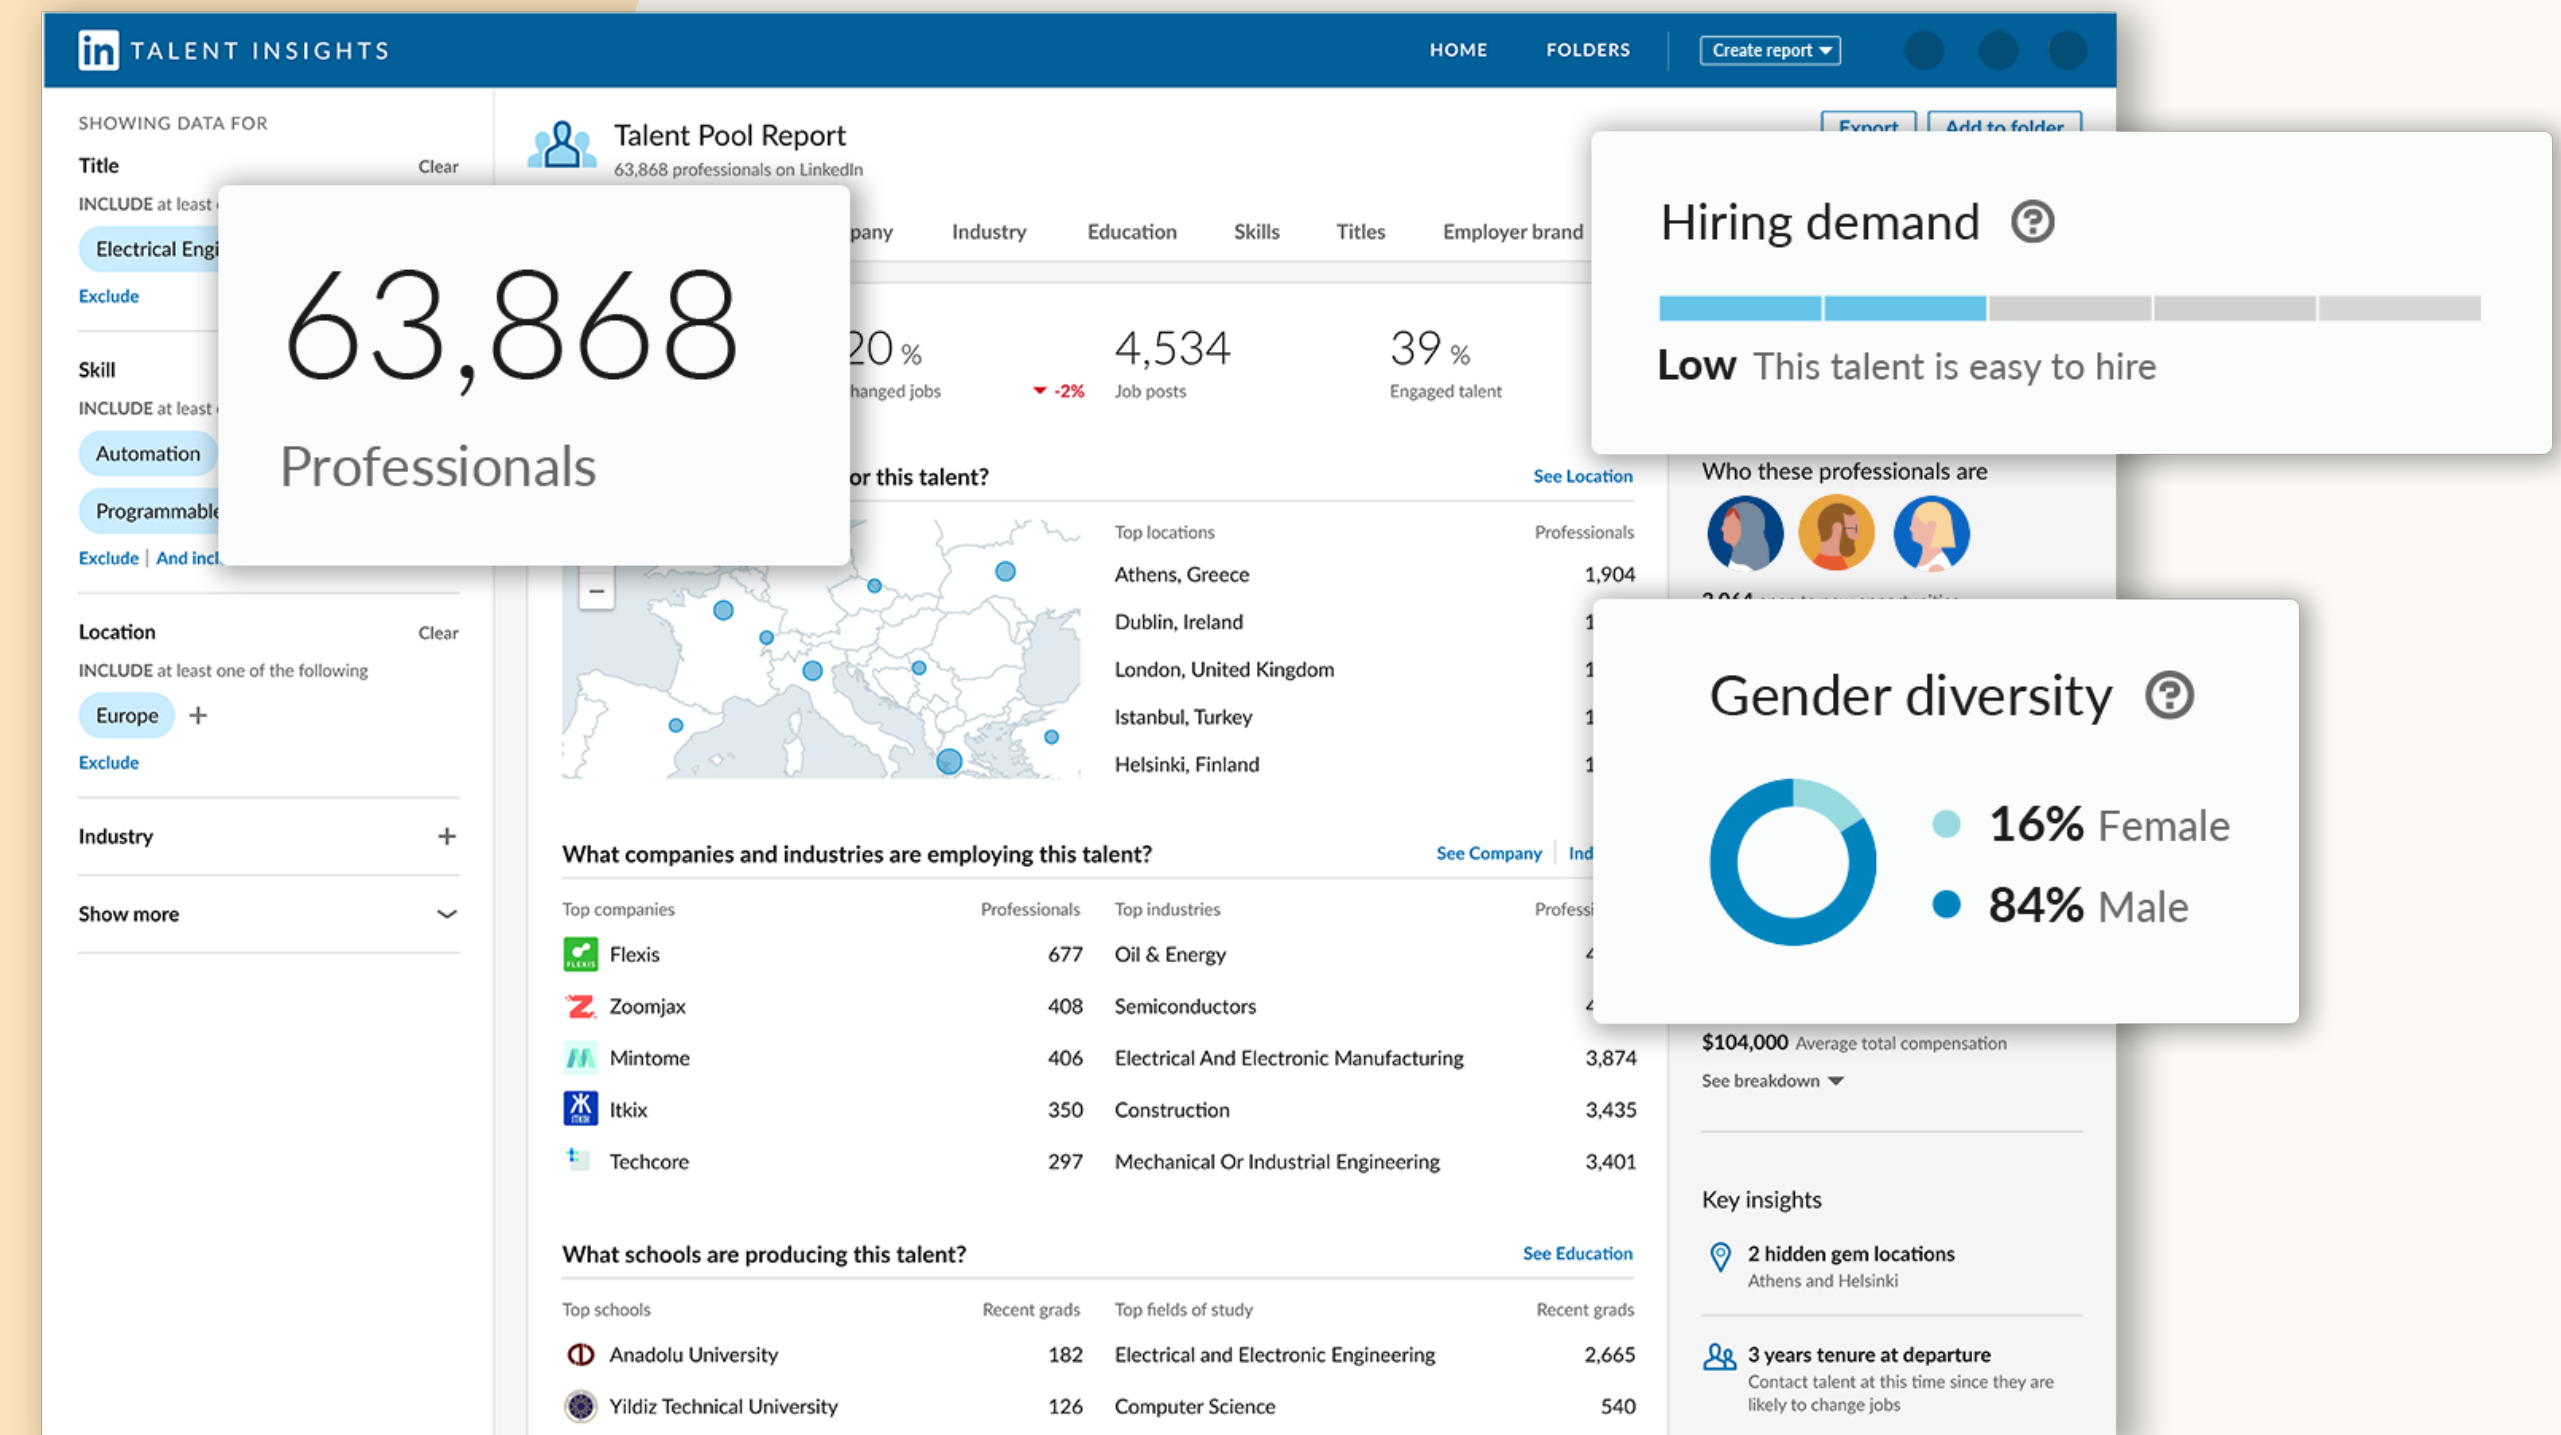 in TALENT INSIGHTS
HOME FOLDERS Create report
SHOWING DATA FOR
Title Clear
INCLUDE at least
Electrical
Exclude
Skill
INCLUDE at least
Automation
Programmable
Exclude
And
Location Clear
INCLUDE at least one of the following
Europe +
Exclude
Industry +
Show more
Talent Pool Report
63,868 professionals on LinkedIn
Export Add to folder
63,868
Professionals
Industry Education Skills Titles Employer brand
20 %
jobs
-2%
4,534
Job posts
39 %
Engaged talent
Hiring demand ?
Low This talent is easy to hire
or this talent? See Location
Top locations Professionals
Athens, Greece 1,904
Dublin, Ireland
London, United Kingdom
Istanbul, Turkey
Helsinki, Finland
What companies and industries are employing this talent? See Company
Top companies Professionals
Flexis 677
Zoomjax 408
Mintome 406
Itkix 350
Techcore 297
Top industries
Oil & Energy
Semiconductors
Electrical And Electronic Manufacturing 3,874
Construction 3,435
Mechanical Or Industrial Engineering 3,401
What schools are producing this talent? See Education
Top schools Recent grads
Anadolu University 182
Yildiz Technical University 126
Top fields of study Recent grads
Electrical and Electronic Engineering 2,665
Computer Science 540
Who these professionals are
Gender diversity ?
16% Female
84% Male
$104,000 Average total compensation
See breakdown
Key insights
2 hidden gem locations
Athens and Helsinki
3 years tenure at departure
Contact talent at this time since they are
likely to change jobs